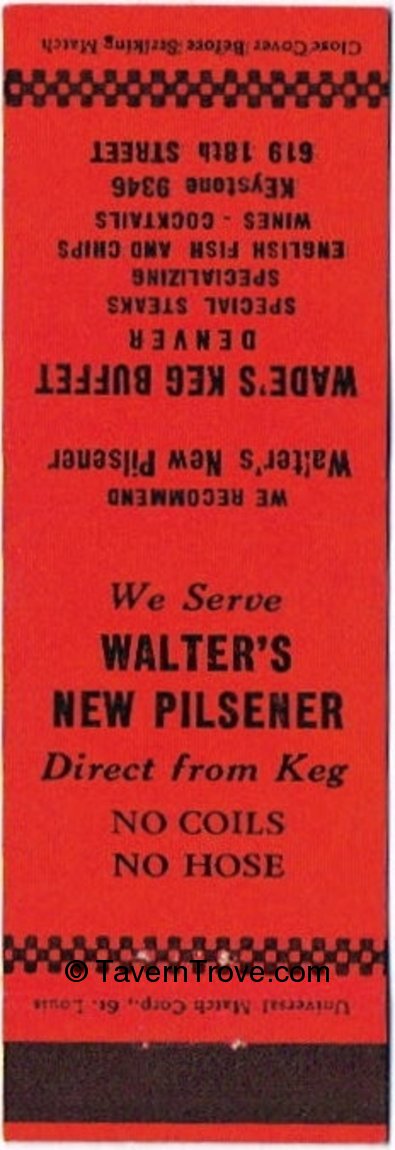 Close Cover Before Striking Match
WE RECOMMEND
Walter's New Pilsener
WADE'S KEG BUFFET
DENVER
SPECIAL STEAKS
SPECIALIZING
ENGLISH FISH AND CHIPS
WINES - COCKTAILS
KEystone 9346
619 18th STREET
We Serve
WALTER'S
NEW PILSENER
Direct from Keg
NO COILS
NO HOSE
© TavernTrove.com
Universal Match Corp., St. Louis